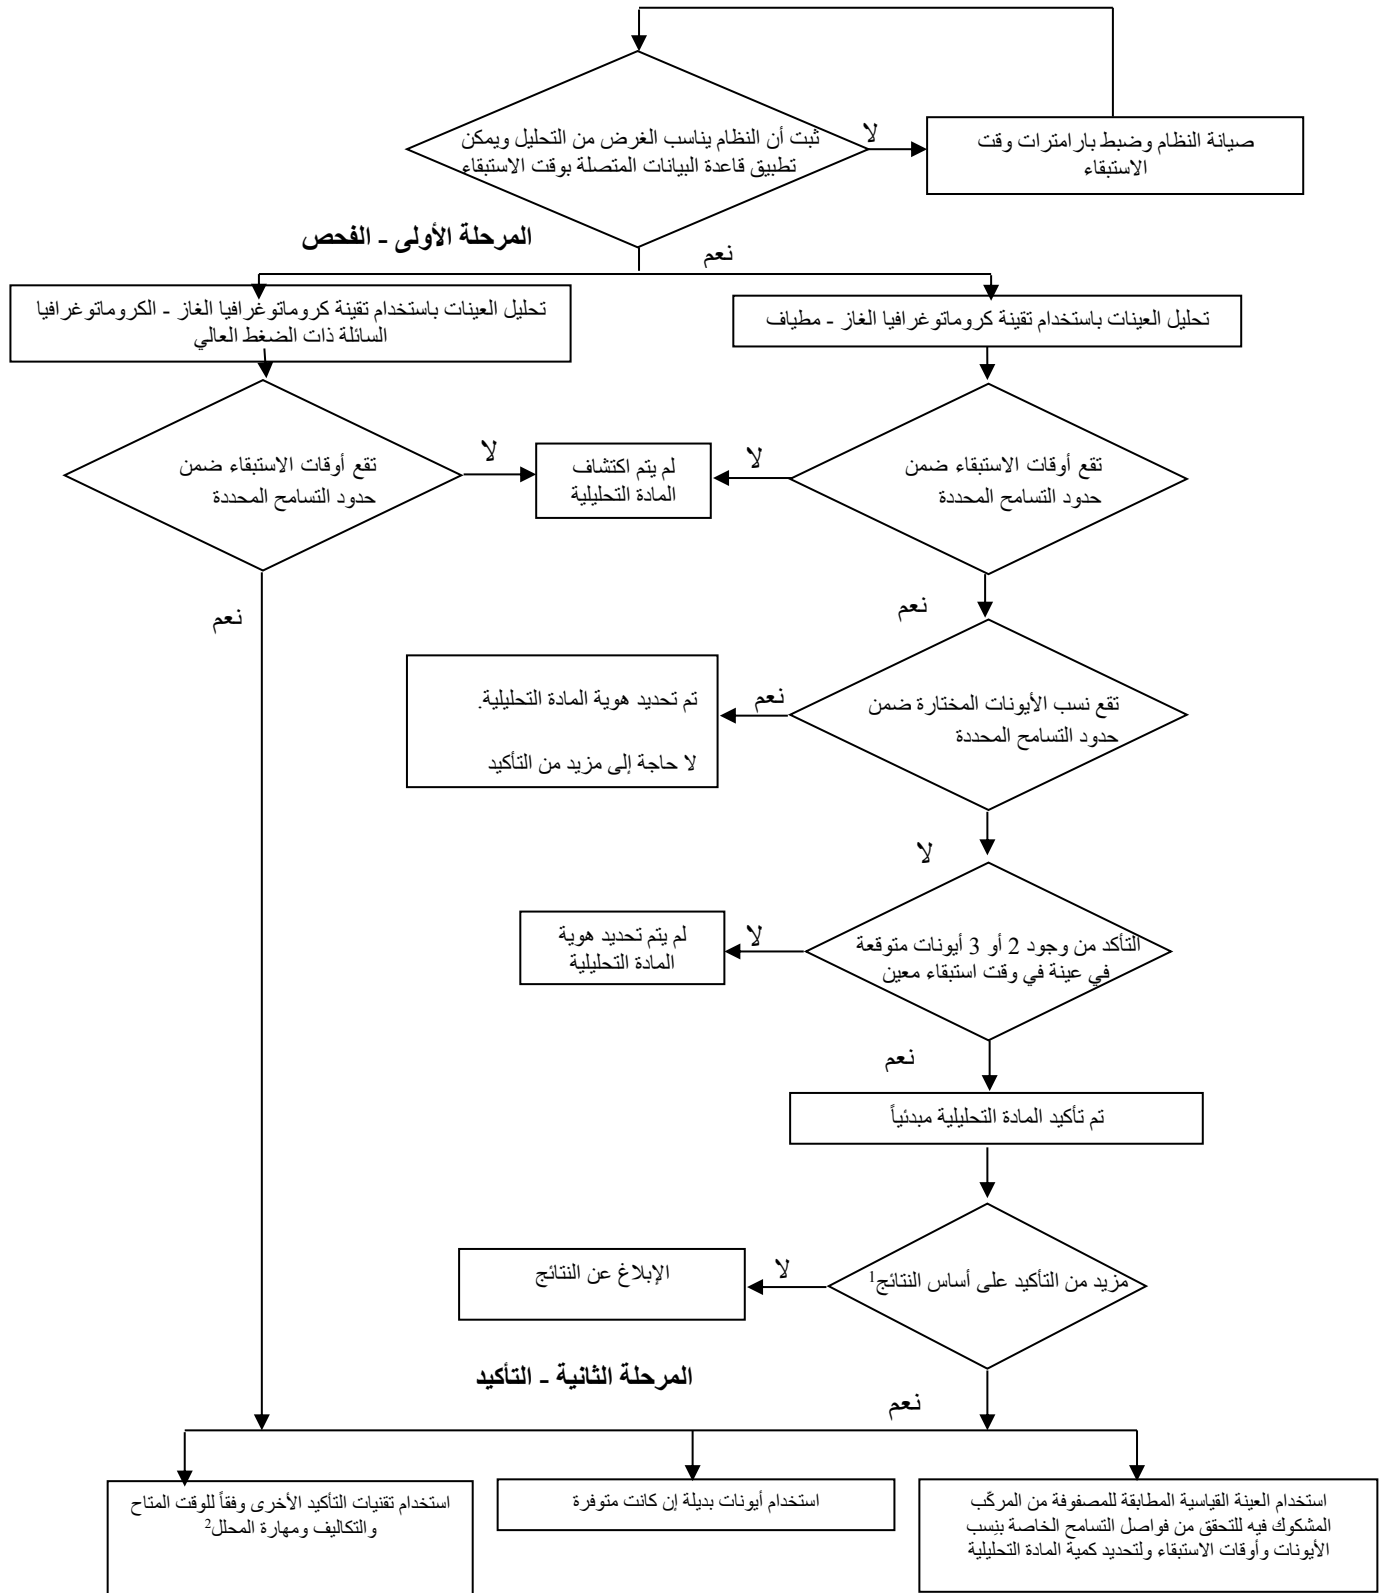 ثبت أن النظام يناسب الغرض من التحليل ويمكن
تطبيق قاعدة البيانات المتصلة بوقت الاستبقاء
لا
صيانة النظام وضبط بارامترات وقت
الاستبقاء
المرحلة الأولى - الفحص
نعم
تحليل العينات باستخدام تقينة كروماتوغرافيا الغاز - مطياف
تحليل العينات باستخدام تقينة كروماتوغرافيا الغاز - الكروماتوغرافيا
السائلة ذات الضغط العالي
تقع أوقات الاستبقاء ضمن
حدود التسامح المحددة
لا
لم يتم اكتشاف
المادة التحليلية
لا
تقع أوقات الاستبقاء ضمن
حدود التسامح المحددة
نعم
نعم
تقع نسب الأيونات المختارة ضمن
حدود التسامح المحددة
نعم
تم تحديد هوية المادة التحليلية.
لا حاجة إلى مزيد من التأكيد
لا
التأكد من وجود 2 أو 3 أيونات متوقعة
في عينة في وقت استبقاء معين
لا
لم يتم تحديد هوية
المادة التحليلية
نعم
تم تأكيد المادة التحليلية مبدئياً
مزيد من التأكيد على أساس النتائج1
لا
الإبلاغ عن النتائج
المرحلة الثانية - التأكيد
نعم
استخدام العينة القياسية المطابقة للمصفوفة من المركّب
المشكوك فيه للتحقق من فواصل التسامح الخاصة بنِسب
الأيونات وأوقات الاستبقاء ولتحديد كمية المادة التحليلية
استخدام أيونات بديلة إن كانت متوفرة
استخدام تقنيات التأكيد الأخرى وفقاً للوقت المتاح
والتكاليف ومهارة المحلل2